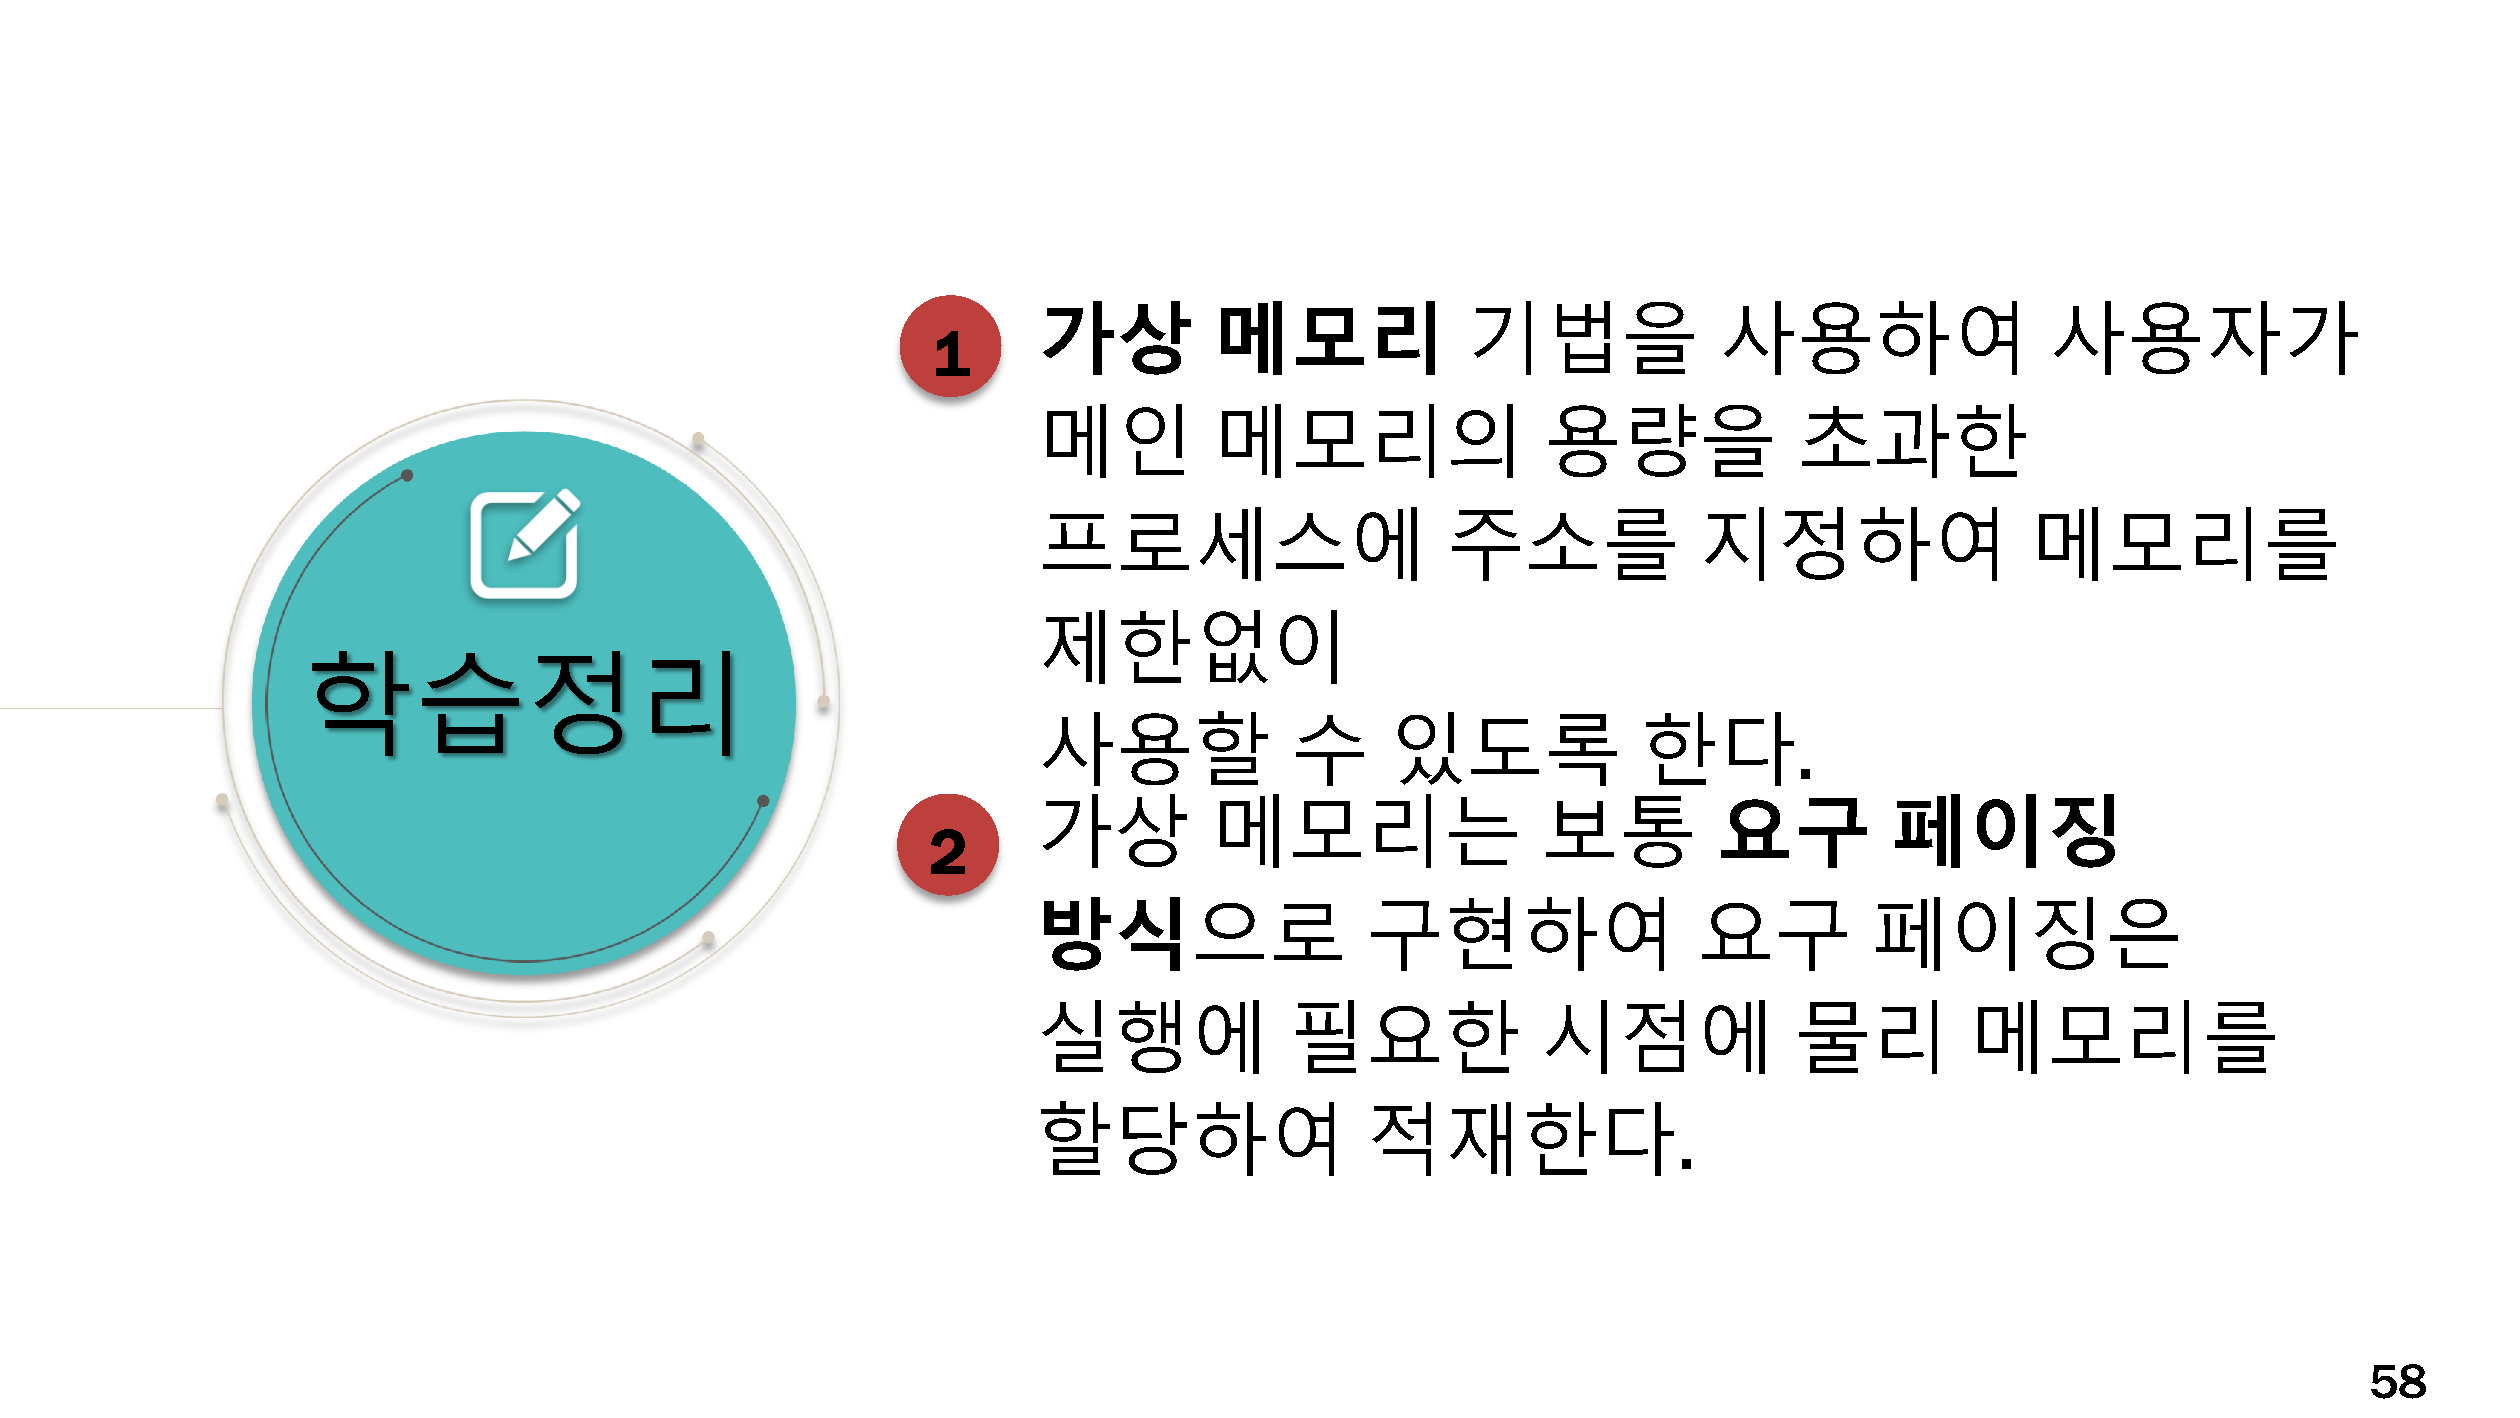 학습정리
1 가상 메모리 기법을 사용하여 사용자가
메인 메모리의 용량을 초과한
프로세스에 주소를 지정하여 메모리를
제한없이
사용할 수 있도록 한다.
2 가상 메모리는 보통 요구 페이징
방식으로 구현하여 요구 페이징은
실행에 필요한 시점에 물리 메모리를
할당하여 적재한다.
58